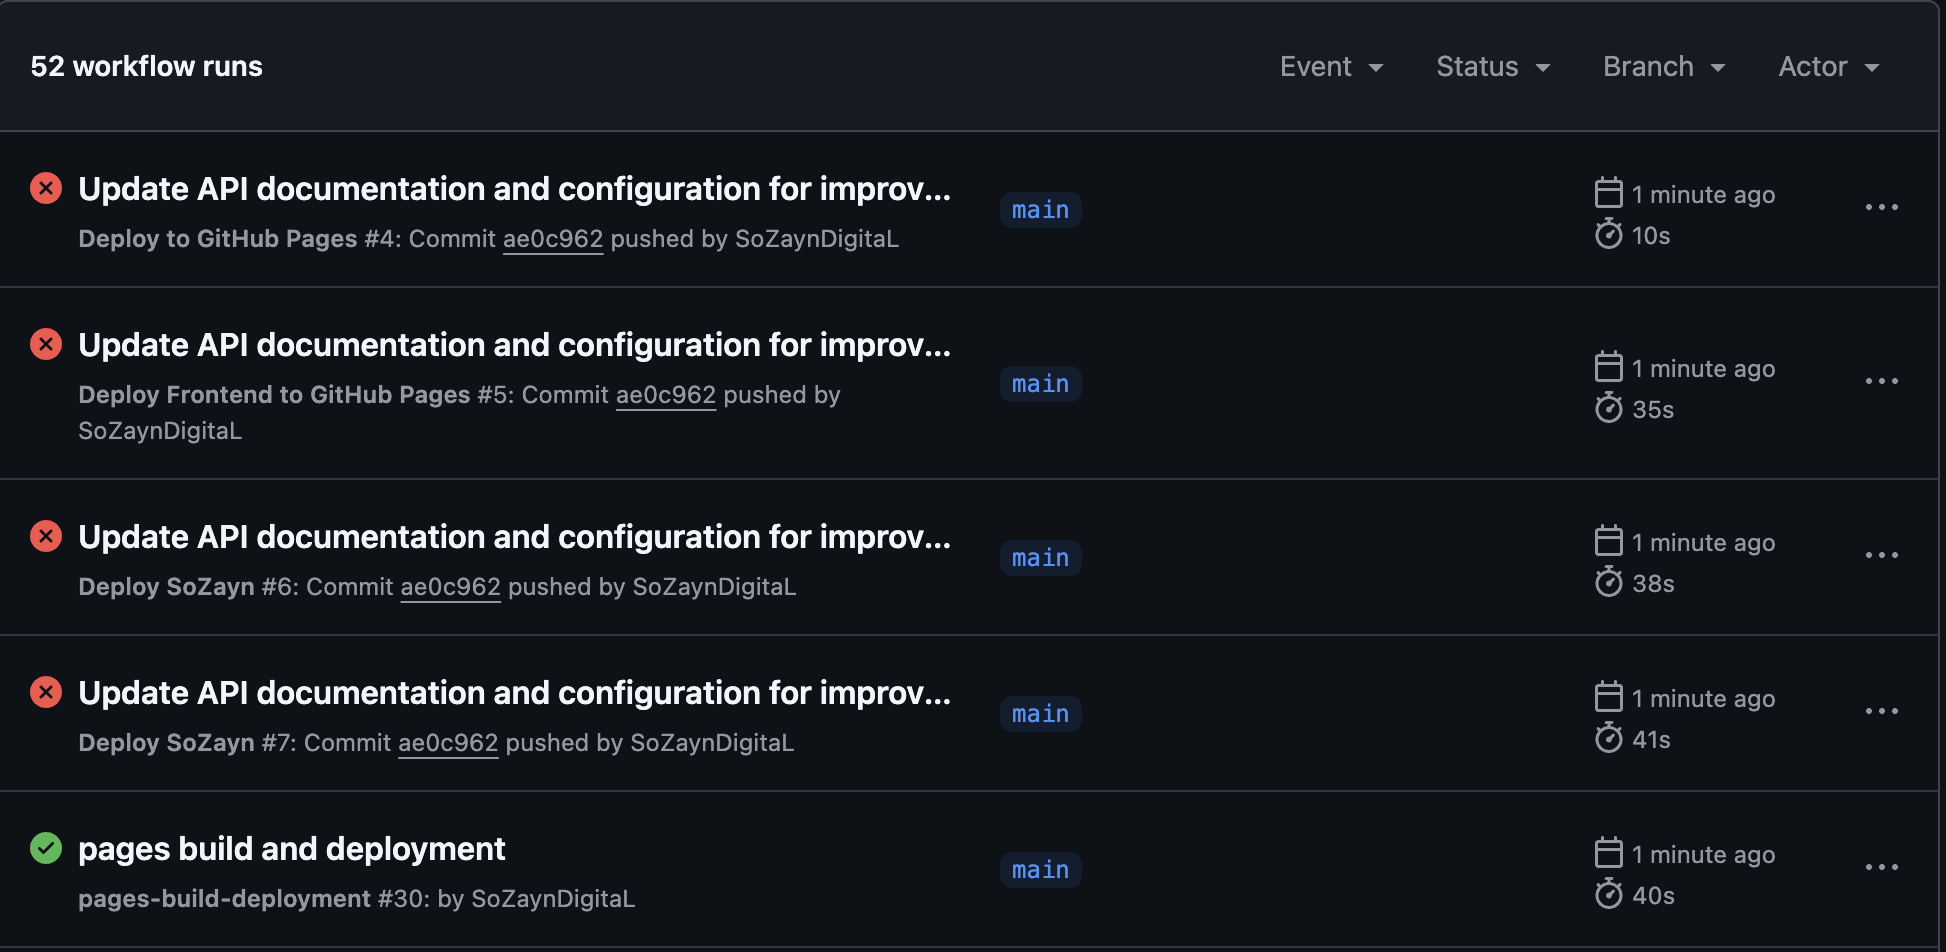 52 workflow runs
Event Status Branch Actor
Update API documentation and configuration for improv...
main
1 minute ago
Deploy to GitHub Pages #4: Commit ae0c962 pushed by SoZaynDigitaL
10s
Update API documentation and configuration for improv...
main
1 minute ago
Deploy Frontend to GitHub Pages #5: Commit ae0c962 pushed by
SoZaynDigitaL
35s
Update API documentation and configuration for improv...
main
1 minute ago
Deploy SoZayn #6: Commit ae0c962 pushed by SoZaynDigitaL
38s
Update API documentation and configuration for improv...
main
1 minute ago
Deploy SoZayn #7: Commit ae0c962 pushed by SoZaynDigitaL
41s
pages build and deployment
main
1 minute ago
pages-build-deployment #30: by SoZaynDigitaL
40s